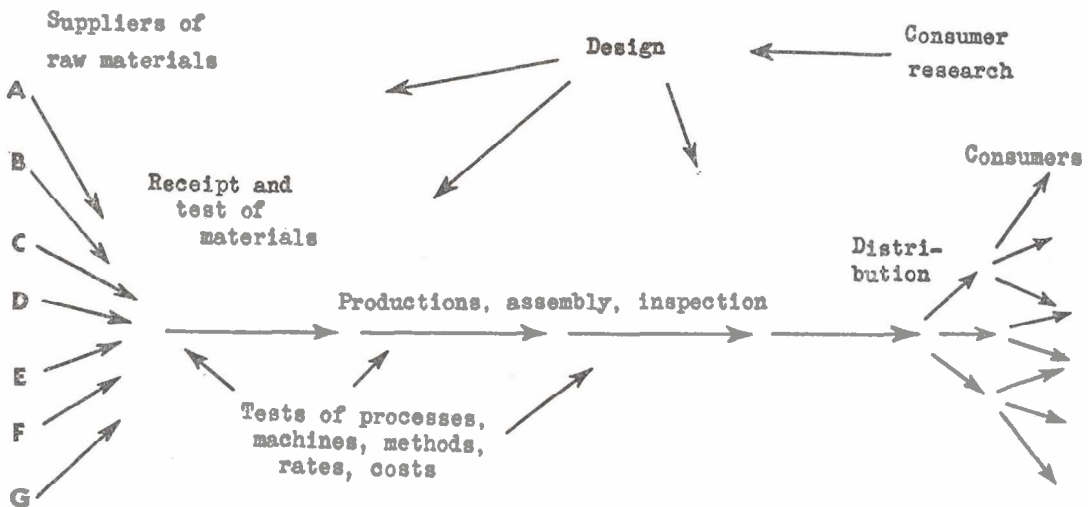 Suppliers of
raw materials
Design
Consumer
research
A
B
C
D
E
F
G
Receipt and
test of
materials
Consumers
Distri-
bution
Productions, assembly, inspection
Tests of processes,
machines, methods,
rates, costs